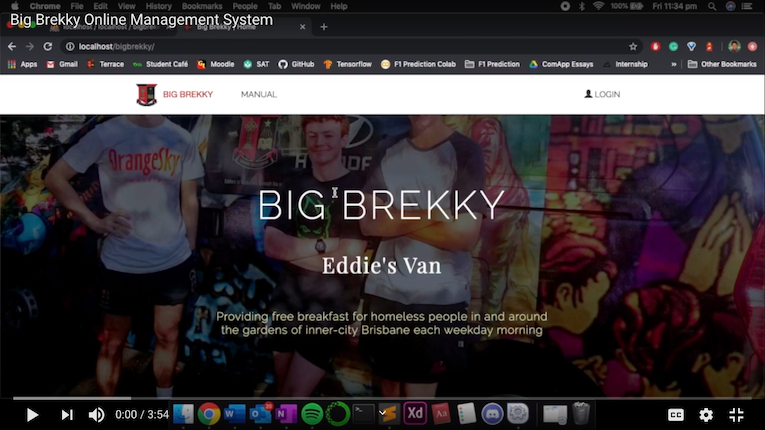 Big Brekky Online Management System
Chrome File Edit View History Bookmarks People Tab Window Help 100% Fri 11:34 pm
Big Brekky | Home
localhost/bigbrekky/
Apps Gmail Terrace Student Café Moodle SAT GitHub Tensorflow F1 Prediction Colab F1 Prediction ComApp Essays Internship » Other Bookmarks
BIG BREKKY MANUAL LOGIN
OrangeSky
BIG BREKKY
Eddie's Van
Providing free breakfast for homeless people in and around
the gardens of inner-city Brisbane each weekday morning
0:00 / 3:54
Xd
Aa
CC